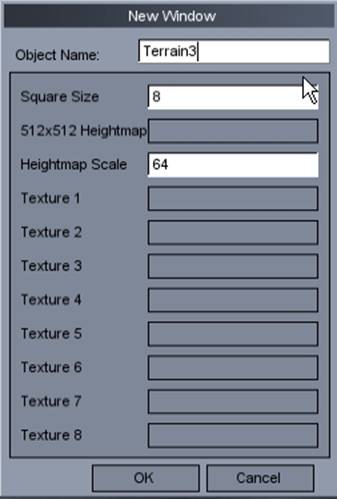 New Window
Object Name: Terrain3
Square Size 8
512x512 Heightmap
Heightmap Scale 64
Texture 1
Texture 2
Texture 3
Texture 4
Texture 5
Texture 6
Texture 7
Texture 8
OK Cancel